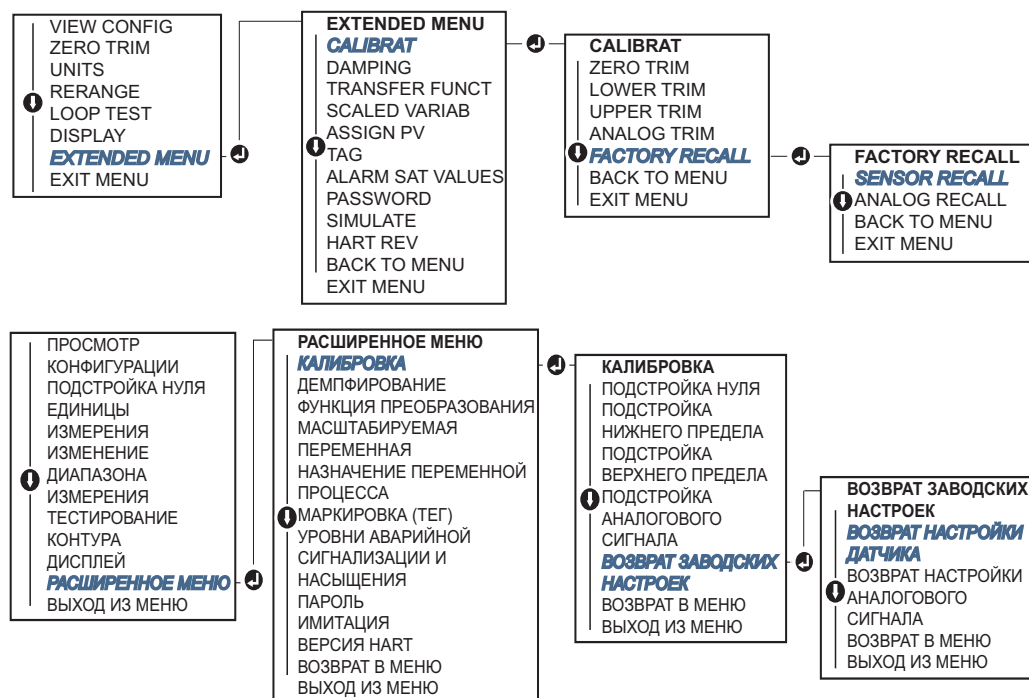 VIEW CONFIG
ZERO TRIM
UNITS
RERANGE
LOOP TEST
DISPLAY
EXTENDED MENU
EXIT MENU
EXTENDED MENU
CALIBRAT
DAMPING
TRANSFER FUNCT
SCALED VARIAB
ASSIGN PV
TAG
ALARM SAT VALUES
PASSWORD
SIMULATE
HART REV
BACK TO MENU
EXIT MENU
CALIBRAT
ZERO TRIM
LOWER TRIM
UPPER TRIM
ANALOG TRIM
FACTORY RECALL
BACK TO MENU
EXIT MENU
FACTORY RECALL
SENSOR RECALL
ANALOG RECALL
BACK TO MENU
EXIT MENU
ПРОСМОТР
КОНФИГУРАЦИИ
ПОДСТРОЙКА НУЛЯ
ЕДИНИЦЫ
ИЗМЕРЕНИЯ
ИЗМЕНЕНИЕ
ДИАПАЗОНА
ИЗМЕРЕНИЯ
ТЕСТИРОВАНИЕ
КОНТУРА
ДИСПЛЕЙ
РАСШИРЕННОЕ МЕНЮ
ВЫХОД ИЗ МЕНЮ
РАСШИРЕННОЕ МЕНЮ
КАЛИБРОВКА
ДЕМПФИРОВАНИЕ
ФУНКЦИЯ ПРЕОБРАЗОВАНИЯ
МАСШТАБИРУЕМАЯ
ПЕРЕМЕННАЯ
НАЗНАЧЕНИЕ ПЕРЕМЕННОЙ
ПРОЦЕССА
МАРКИРОВКА (ТЕГ)
УРОВНИ АВАРИЙНОЙ
СИГНАЛИЗАЦИИ И
НАСЫЩЕНИЯ
ПАРОЛЬ
ИМИТАЦИЯ
ВЕРСИЯ HART
ВОЗВРАТ В МЕНЮ
ВЫХОД ИЗ МЕНЮ
КАЛИБРОВКА
ПОДСТРОЙКА НУЛЯ
ПОДСТРОЙКА
НИЖНЕГО ПРЕДЕЛА
ПОДСТРОЙКА
ВЕРХНЕГО ПРЕДЕЛА
ПОДСТРОЙКА
АНАЛОГОВОГО
СИГНАЛА
ВОЗВРАТ ЗАВОДСКИХ
НАСТРОЕК
ВОЗВРАТ В МЕНЮ
ВЫХОД ИЗ МЕНЮ
ВОЗВРАТ ЗАВОДСКИХ
НАСТРОЕК
ВОЗВРАТ НАСТРОЙКИ
ДАТЧИКА
ВОЗВРАТ НАСТРОЙКИ
АНАЛОГОВОГО
СИГНАЛА
ВОЗВРАТ В МЕНЮ
ВЫХОД ИЗ МЕНЮ